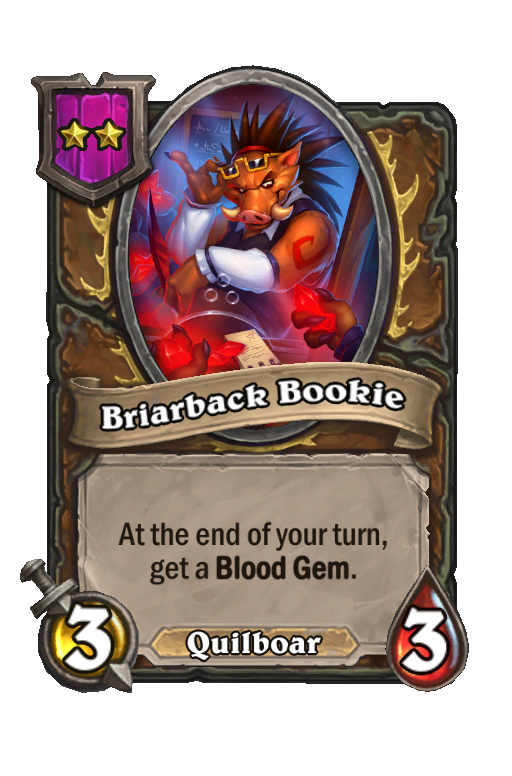 Briarback Bookie
At the end of your turn,
get a Blood Gem.
3
Quilboar
3